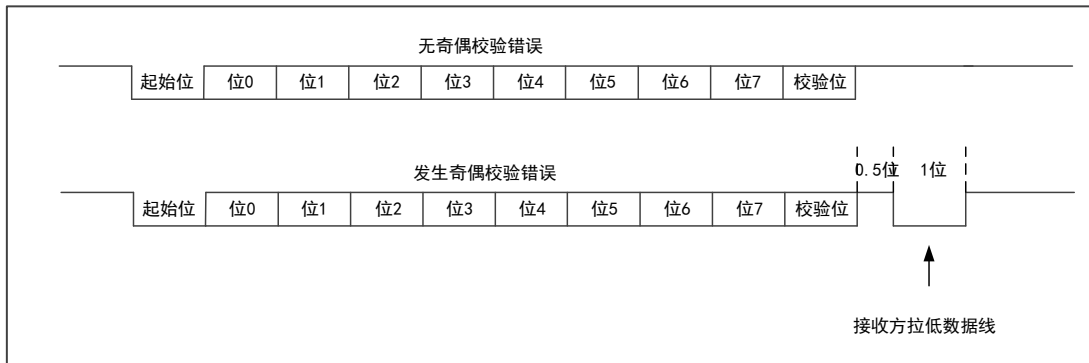 无奇偶校验错误
起始位 位0 位1 位2 位3 位4 位5 位6 位7 校验位
发生奇偶校验错误
0.5位 1位
起始位 位0 位1 位2 位3 位4 位5 位6 位7 校验位
接收方拉低数据线